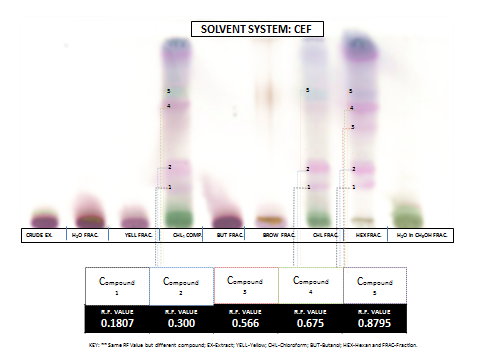 SOLVENT SYSTEM: CEF
5 5 5
4 4
3
2 2 2
1 1 1
CRUDE EX. H2O FRAC. YELL FRAC. CHL; COMP. BUT FRAC. BROW FRAC. CHL FRAC. HEX FRAC. H2O in CH3OH FRAC.
Compound 1 Compound 2 Compound 3 Compound 4 Compound 5
R.F. VALUE R.F. VALUE R.F. VALUE R.F. VALUE R.F. VALUE
0.1807 0.300 0.566 0.675 0.8795
KEY: ** Same RF Value but different compound; EX-Extract; YELL-Yellow; CHL-Chloroform; BUT-Butanol; HEX-Hexan and FRAC-Fraction.